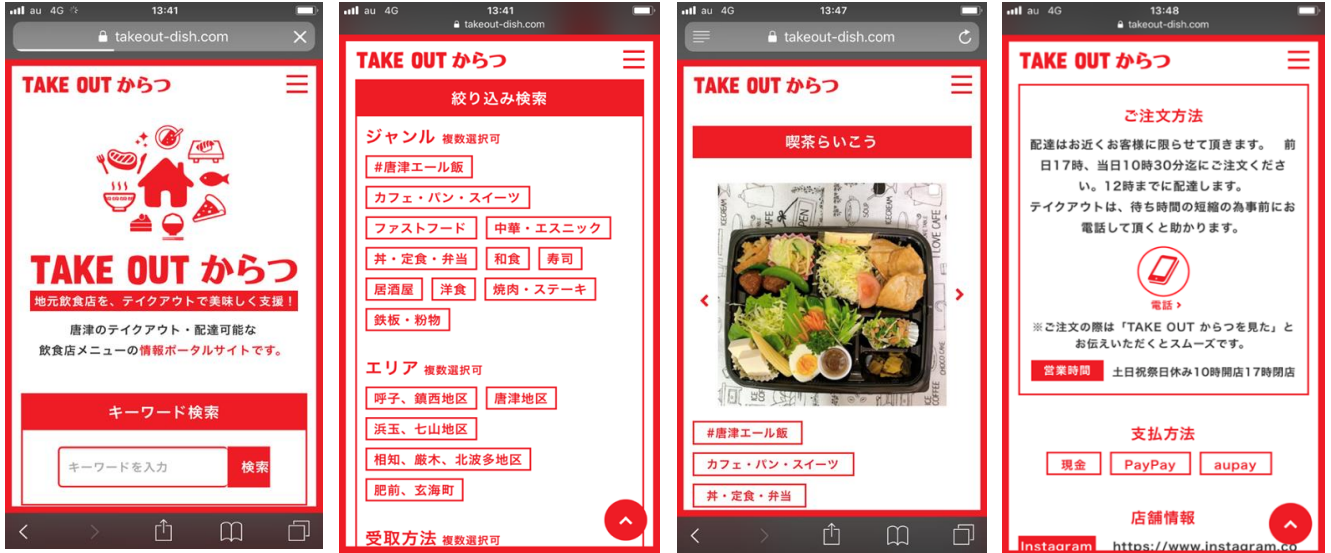 au 4G 13:41
takeout-dish.com
TAKE OUT からつ
TAKE OUT からつ
地元飲食店を、テイクアウトで美味しく支援！
唐津のテイクアウト・配達可能な
飲食店メニューの情報ポータルサイトです。
キーワード検索
キーワードを入力 検索
au 4G 13:41
takeout-dish.com
TAKE OUT からつ
絞り込み検索
ジャンル 複数選択可
#唐津エール飯
カフェ・パン・スイーツ
ファストフード 中華・エスニック
丼・定食・弁当 和食 寿司
居酒屋 洋食 焼肉・ステーキ
鉄板・粉物
エリア 複数選択可
呼子、鎮西地区 唐津地区
浜玉、七山地区
相知、厳木、北波多地区
肥前、玄海町
受取方法 複数選択可
au 4G 13:47
takeout-dish.com
TAKE OUT からつ
喫茶らいこう
ICECREAM
CAFE
OPEN
SOUP
ICECREAM
I LOVE CAFE
CHOCO CAKE
ICE COFFEE
#唐津エール飯
カフェ・パン・スイーツ
丼・定食・弁当
au 4G 13:48
takeout-dish.com
TAKE OUT からつ
ご注文方法
配達はお近くお客様に限らせて頂きます。 前
日17時、当日10時30分迄にご注文くださ
い。12時までに配達します。
テイクアウトは、待ち時間の短縮の為事前にお
電話して頂くと助かります。
電話
※ご注文の際は「TAKE OUT からつを見た」と
お伝えいただくとスムーズです。
営業時間 土日祝祭日休み10時開店17時閉店
支払方法
現金 PayPay aupay
店舗情報
Instagram https://www.instagram.co